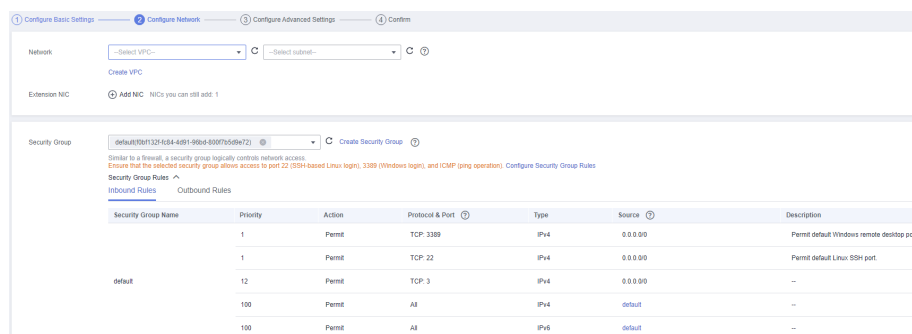 1 Configure Basic Settings 2 Configure Network 3 Configure Advanced Settings 4 Confirm
Network --Select VPC-- C --Select subnet-- C ?
Create VPC
Extension NIC Add NIC NICs you can still add: 1
Security Group default(f0bf132f-fc84-4d91-96bd-800f7b5d9e72) C Create Security Group ?
Similar to a firewall, a security group logically controls network access.
Ensure that the selected security group allows access to port 22 (SSH-based Linux login), 3389 (Windows login), and ICMP (ping operation). Configure Security Group Rules
Security Group Rules
Inbound Rules Outbound Rules
Security Group Name Priority Action Protocol & Port ? Type Source ? Description
1 Permit TCP: 3389 IPv4 0.0.0.0/0 Permit default Windows remote desktop po
1 Permit TCP: 22 IPv4 0.0.0.0/0 Permit default Linux SSH port.
default 12 Permit TCP: 3 IPv4 0.0.0.0/0 --
100 Permit All IPv4 default --
100 Permit All IPv6 default --